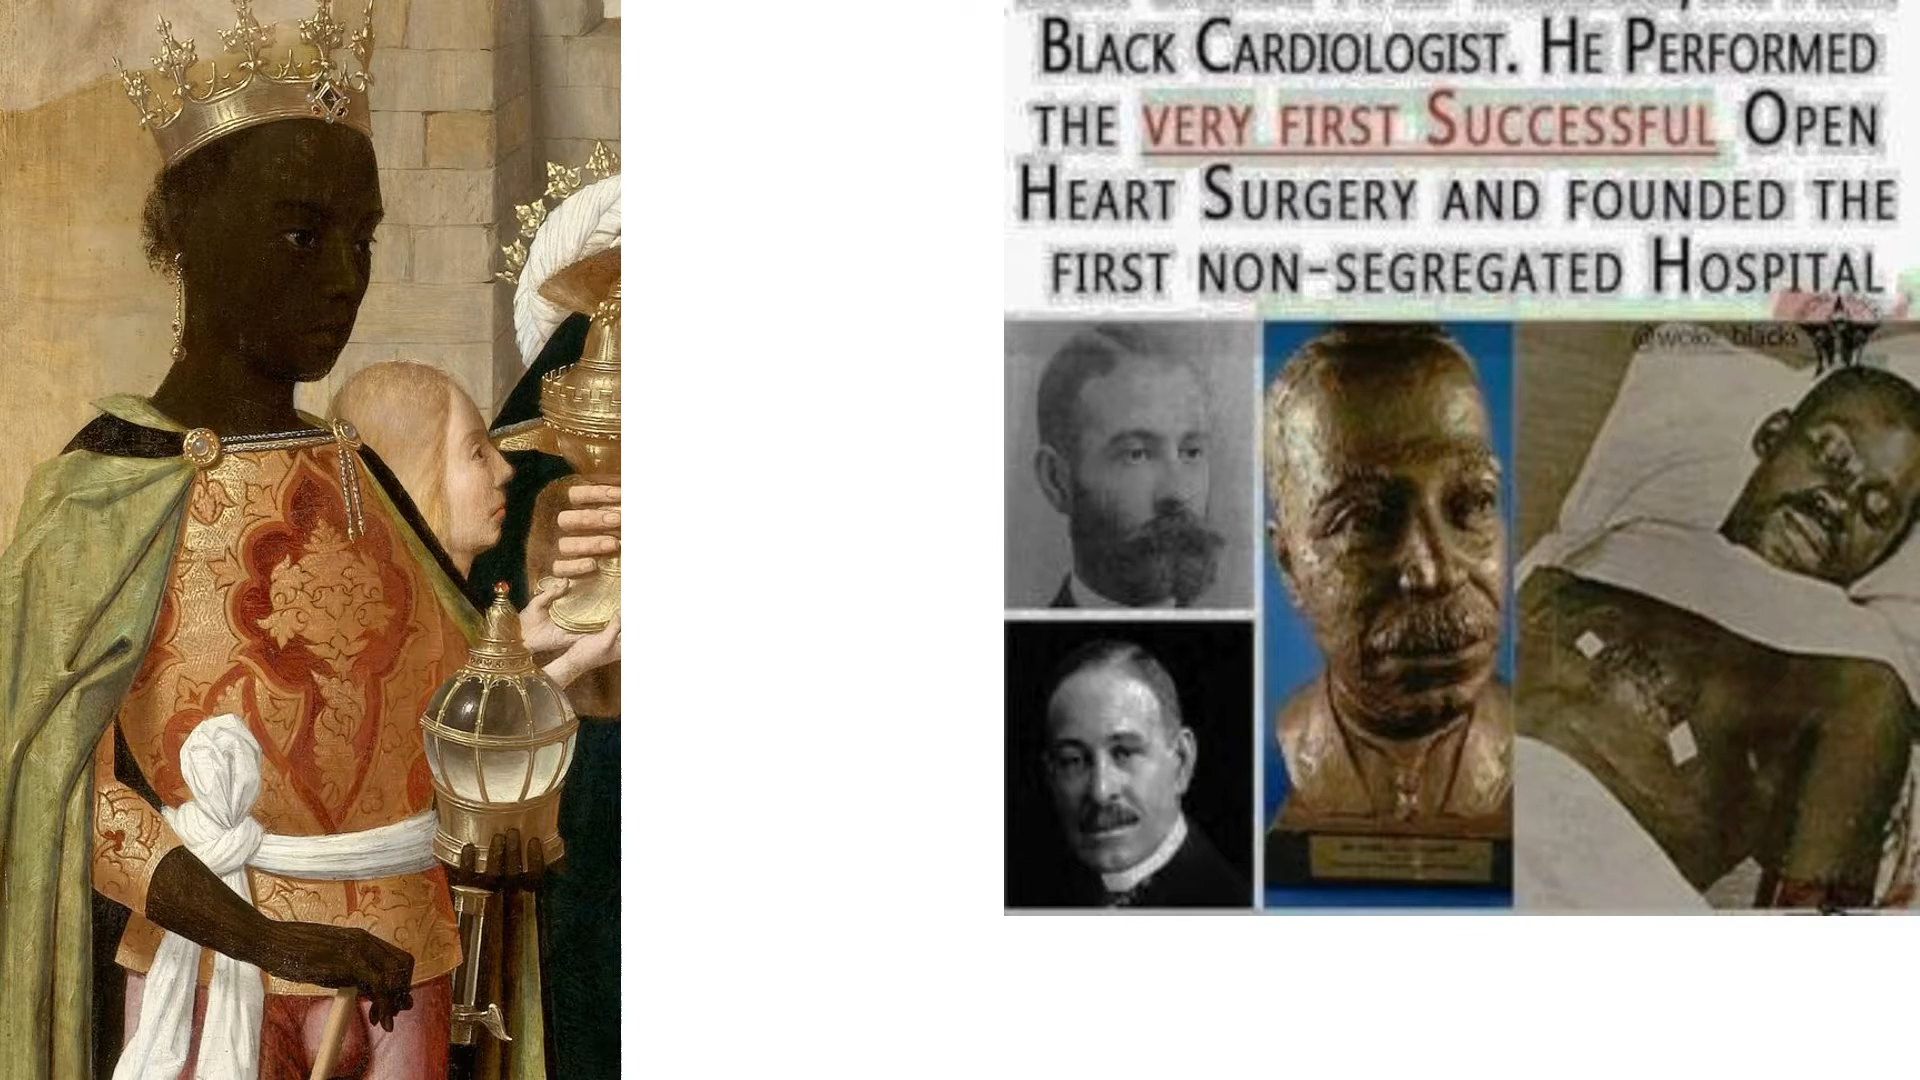 BLACK CARDIOLOGIST. HE PERFORMED
THE VERY FIRST SUCCESSFUL OPEN
HEART SURGERY AND FOUNDED THE
FIRST NON-SEGREGATED HOSPITAL